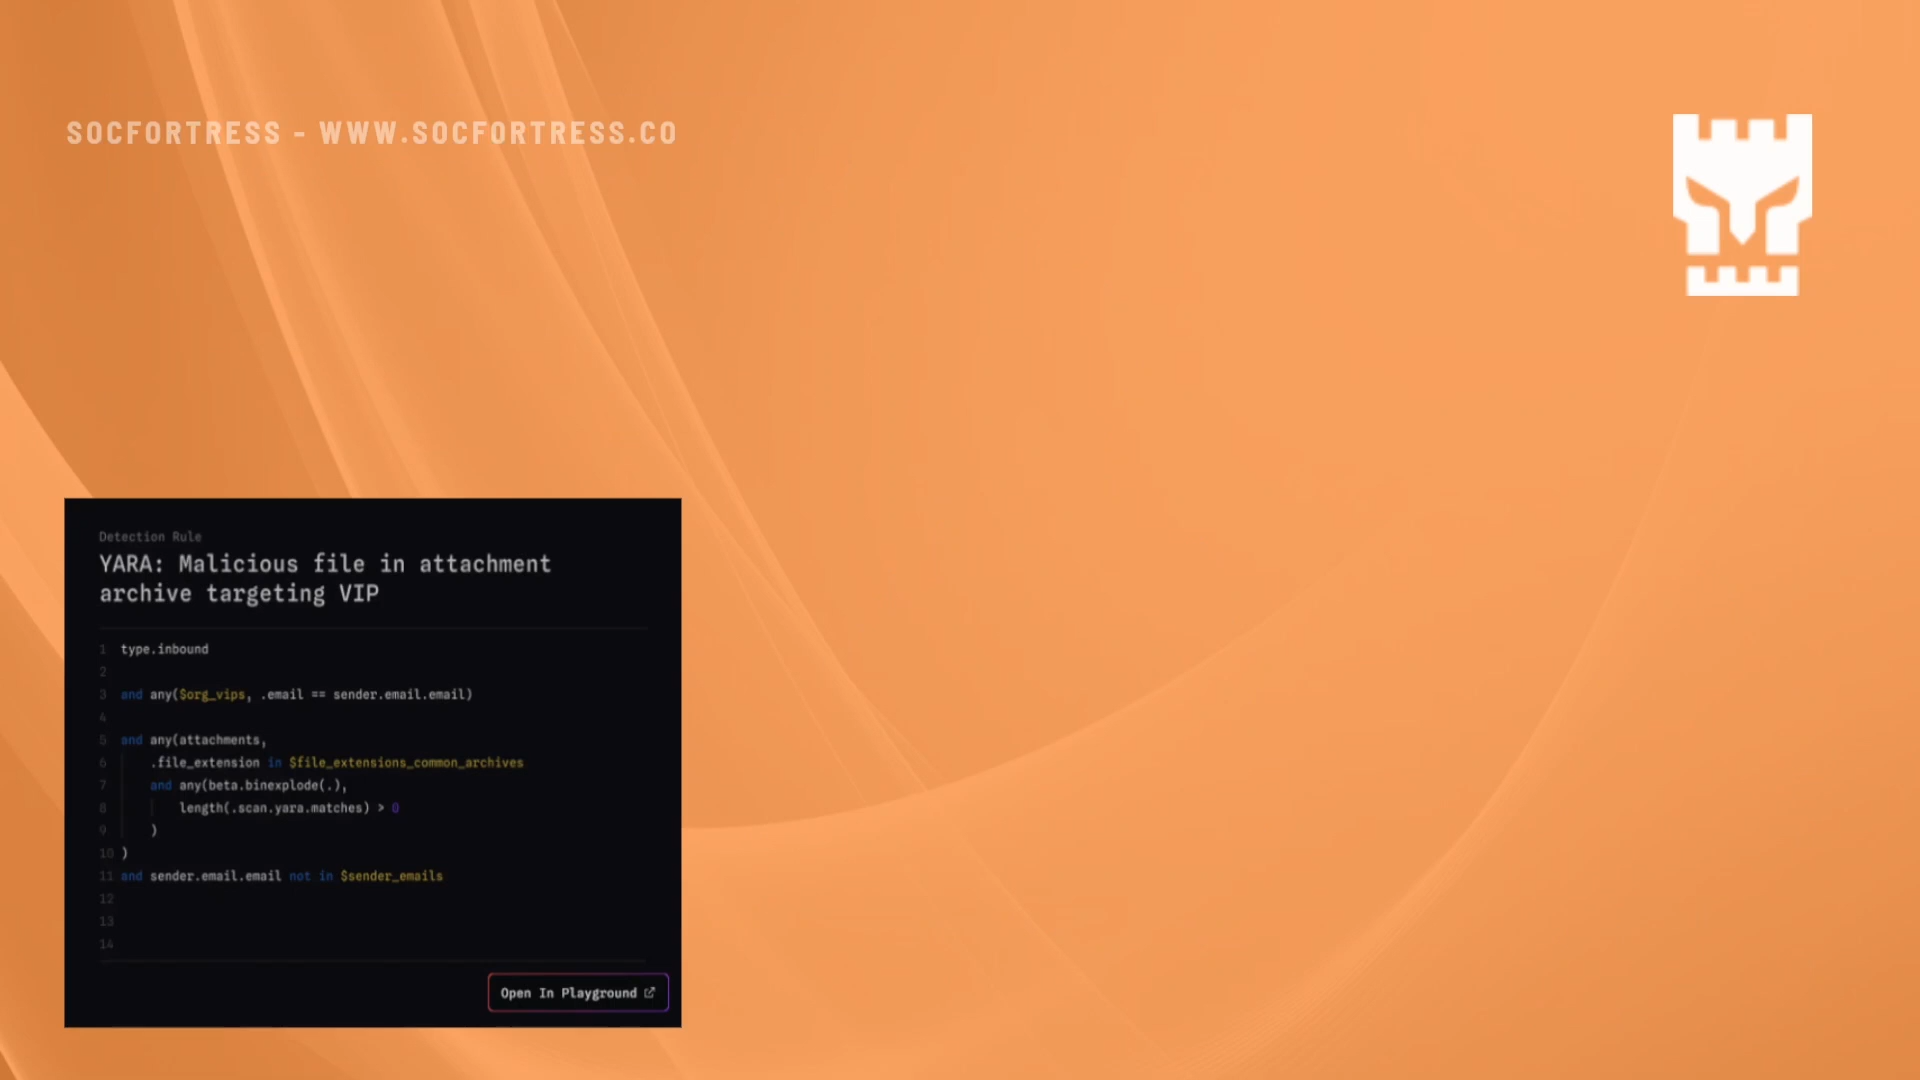 SOCFORTRESS - WWW.SOCFORTRESS.CO
Detection Rule
YARA: Malicious file in attachment
archive targeting VIP
1 type.inbound
2
3 and any($org_vips, .email == sender.email.email)
4
5 and any(attachments,
6 .file_extension in $file_extensions_common_archives
7 and any(beta.binexplode(.),
8 length(.scan.yara.matches) > 0
9 )
10 )
11 and sender.email.email not in $sender_emails
12
13
14
Open In Playground